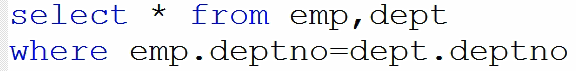 select * from emp,dept
where emp.deptno=dept.deptno